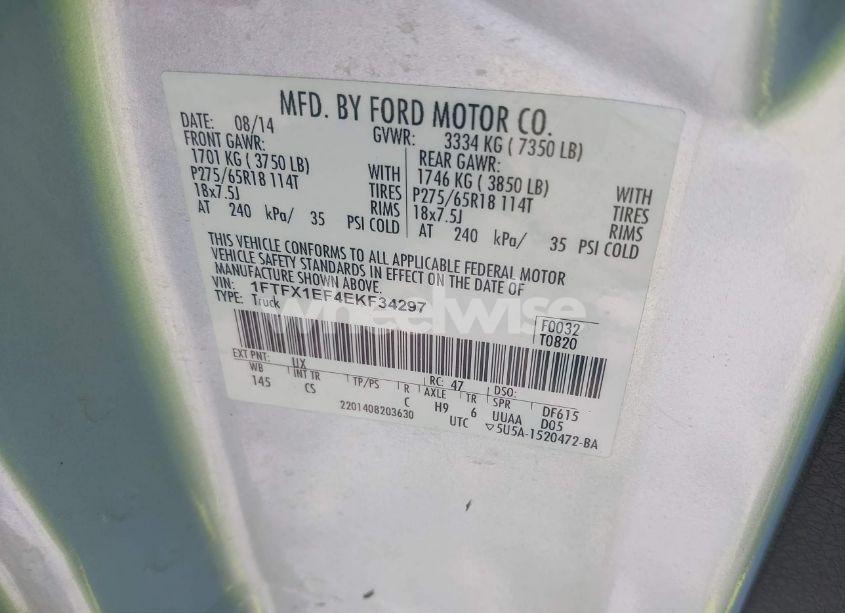 MFD. BY FORD MOTOR CO.
DATE: 08/14 GVWR: 3334 KG ( 7350 LB)
FRONT GAWR: REAR GAWR:
1701 KG ( 3750 LB) WITH 1746 KG ( 3850 LB) WITH
P275/65R18 114T TIRES P275/65R18 114T TIRES
18x7.5J RIMS 18x7.5J RIMS
AT 240 kPa/ 35 PSI COLD AT 240 kPa/ 35 PSI COLD
THIS VEHICLE CONFORMS TO ALL APPLICABLE FEDERAL MOTOR
VEHICLE SAFETY STANDARDS IN EFFECT ON THE DATE OF
MANUFACTURE SHOWN ABOVE.
VIN: 1FTFX1EF4EKF34297
TYPE: Truck
wheelwise
F0032
T0820
EXT PNT: UX RC: 47 DSO:
WB INT TR TP/PS R AXLE TR SPR DF615
145 CS C H9 6 UUAA D05
2201408203630 UTC ▽5U5A-1520472-BA